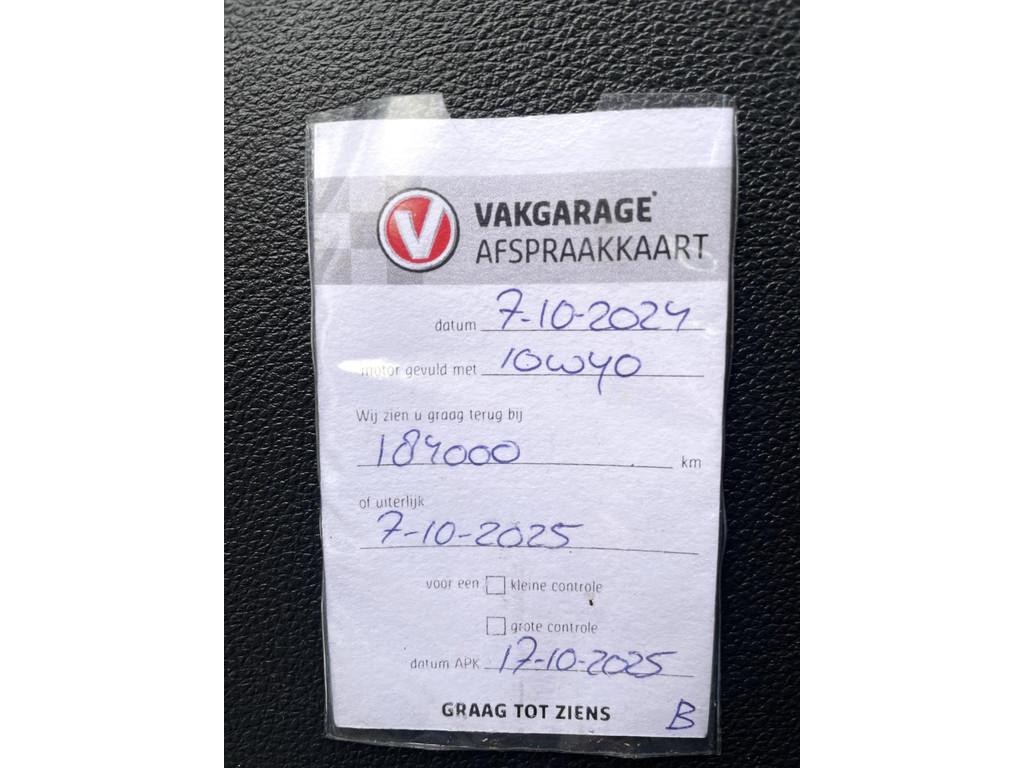 V VAKGARAGE®
AFSPRAAKKAART
datum 7-10-2024
motor gevuld met 10W40
Wij zien u graag terug bij
184000 km
of uiterlijk
7-10-2025
voor een kleine controle
grote controle
datum APK 17-10-2025
GRAAG TOT ZIENS B